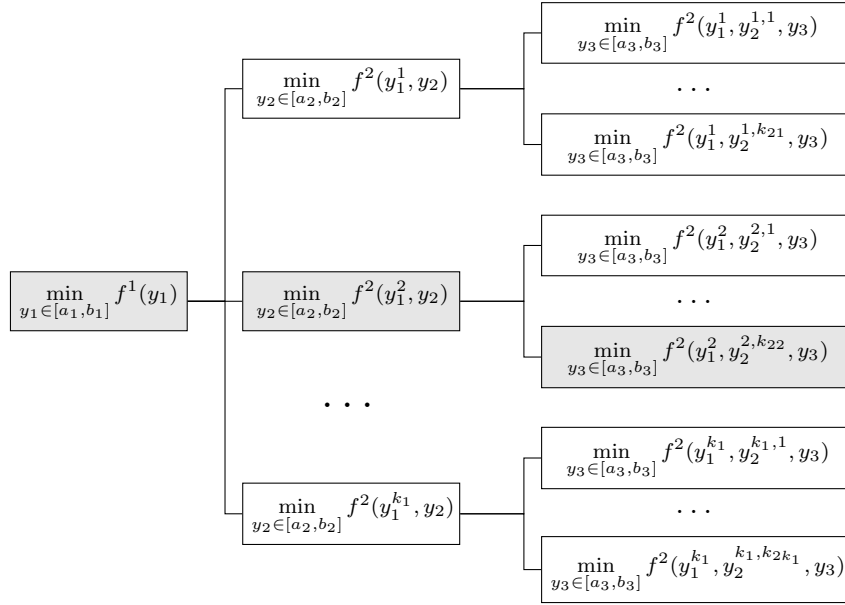 min_{y_1∈[a_1,b_1]} f^1(y_1)
min_{y_2∈[a_2,b_2]} f^2(y_1^1, y_2)
min_{y_3∈[a_3,b_3]} f^2(y_1^1, y_2^{1,1}, y_3)
...
min_{y_3∈[a_3,b_3]} f^2(y_1^1, y_2^{1,k_{21}}, y_3)
min_{y_2∈[a_2,b_2]} f^2(y_1^2, y_2)
min_{y_3∈[a_3,b_3]} f^2(y_1^2, y_2^{2,1}, y_3)
...
min_{y_3∈[a_3,b_3]} f^2(y_1^2, y_2^{2,k_{22}}, y_3)
...
min_{y_2∈[a_2,b_2]} f^2(y_1^{k_1}, y_2)
min_{y_3∈[a_3,b_3]} f^2(y_1^{k_1}, y_2^{k_1,1}, y_3)
...
min_{y_3∈[a_3,b_3]} f^2(y_1^{k_1}, y_2^{k_1,k_{2k_1}}, y_3)